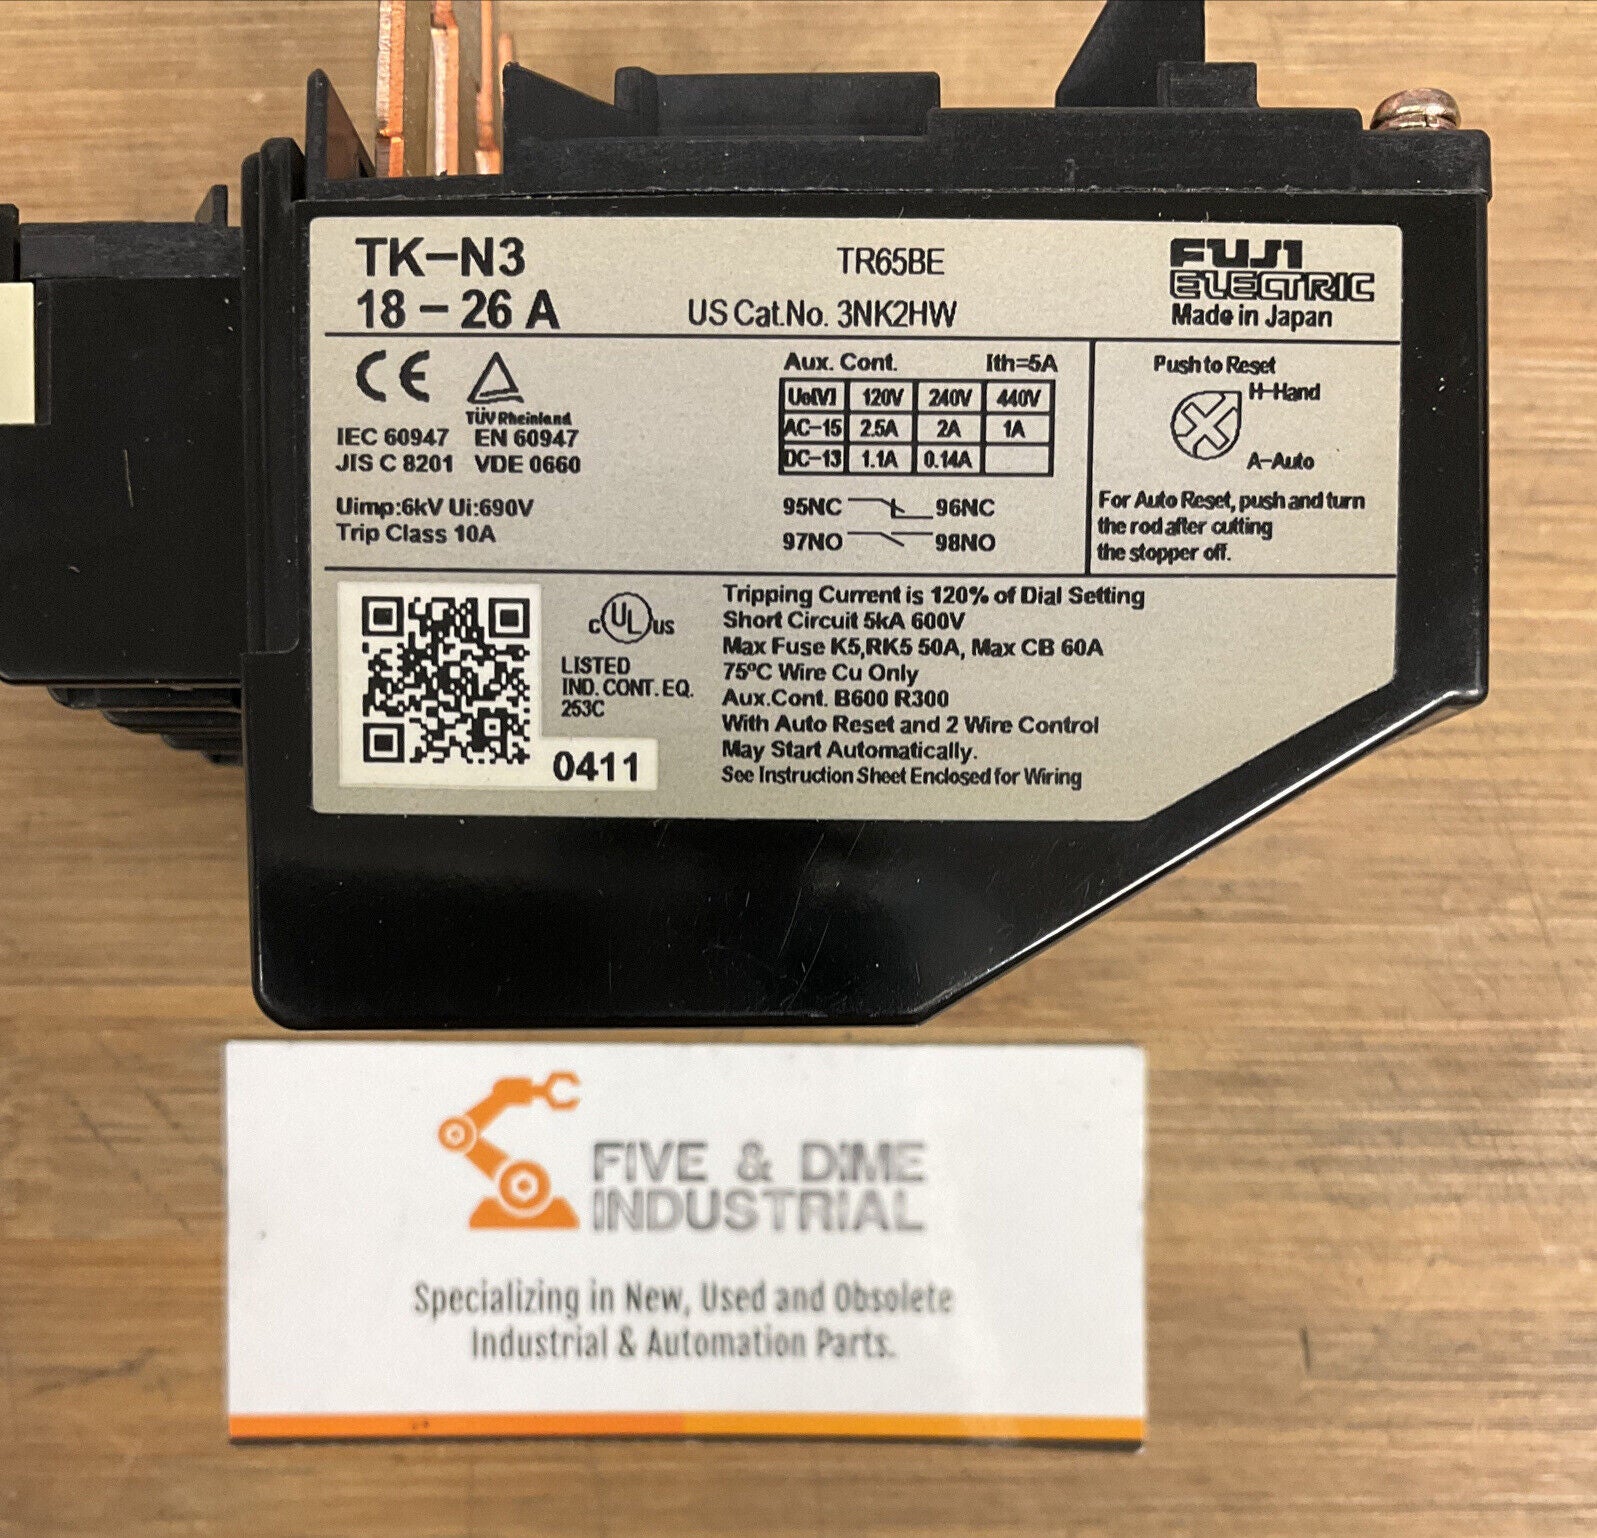 TK-N3
18-26 A
TR65BE
US Cat.No. 3NK2HW
FUJI
ELECTRIC
Made in Japan
CE
TÜV Rheinland
IEC 60947 EN 60947
JIS C 8201 VDE 0660
Uimp:6kV Ui:690V
Trip Class 10A
Aux. Cont. Ith=5A
Ue[V] 120V 240V 440V
AC-15 2.5A 2A 1A
DC-13 1.1A 0.14A
95NC 96NC
97NO 98NO
Push to Reset
H-Hand
A-Auto
For Auto Reset, push and turn
the rod after cutting
the stopper off.
c UL us
LISTED
IND. CONT. EQ.
253C
0411
Tripping Current is 120% of Dial Setting
Short Circuit 5kA 600V
Max Fuse K5,RK5 50A, Max CB 60A
75ºC Wire Cu Only
Aux.Cont. B600 R300
With Auto Reset and 2 Wire Control
May Start Automatically.
See Instruction Sheet Enclosed for Wiring
FIVE & DIME
INDUSTRIAL
Specializing in New, Used and Obsolete
Industrial & Automation Parts.